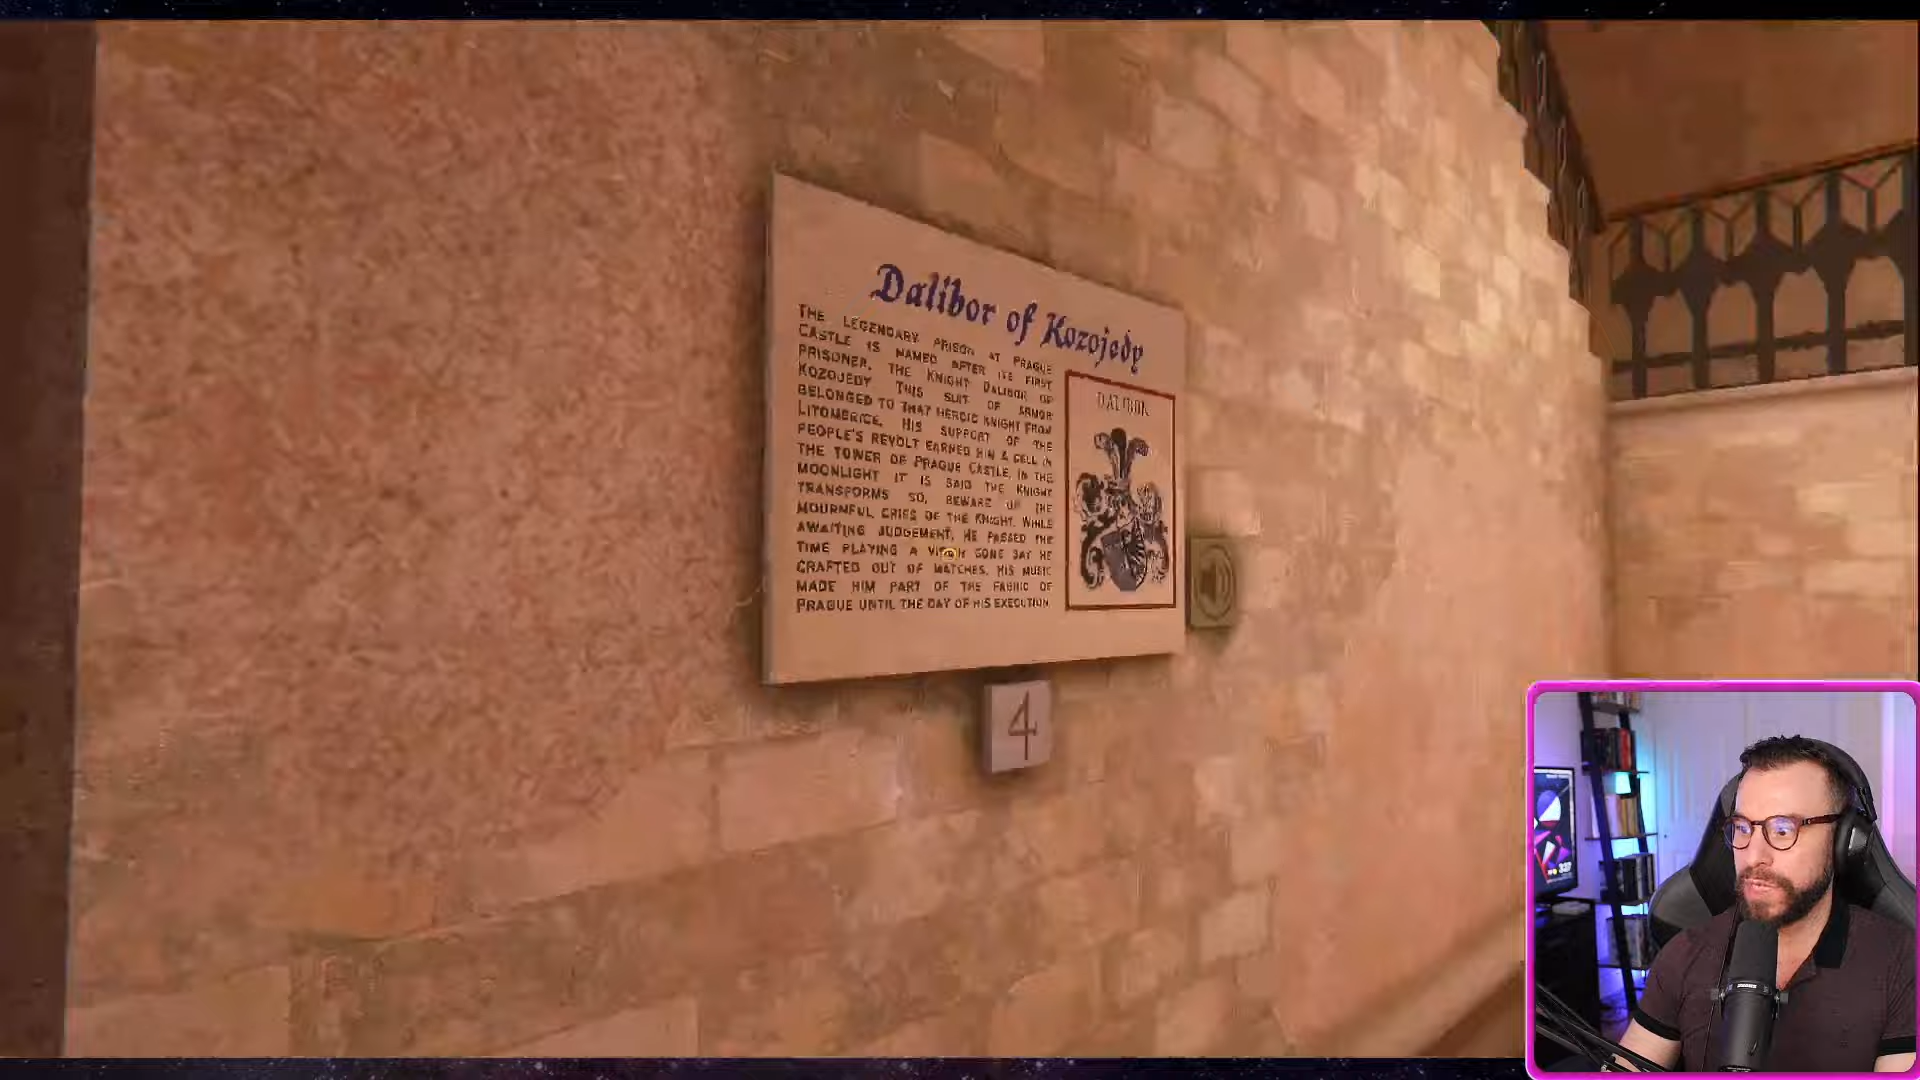 Dalibor of Kozojedy
THE LEGENDARY PRISON AT PRAGUE
CASTLE IS NAMED AFTER ITS FIRST
PRISONER, THE KNIGHT DALIBOR OF
KOZOJEDY THIS SUIT OF ARMOR
BELONGED TO THAT HEROIC KNIGHT FROM
LITOMERICE. HIS SUPPORT OF THE
PEOPLE'S REVOLT EARNED HIM A CELL IN
THE TOWER OF PRAGUE CASTLE. IN THE
MOONLIGHT IT IS SAID THE KNIGHT
TRANSFORMS SO, BEWARE OF THE
MOURNFUL CRIES OF THE KNIGHT. WHILE
AWAITING JUDGEMENT, HE PASSED THE
TIME PLAYING A SOME SAY HE
CRAFTED OUT OF MATCHES. HIS MUSIC
MADE HIM PART OF THE FABRIC OF
PRAGUE UNTIL THE DAY OF HIS EXECUTION.
DALIBOR
4